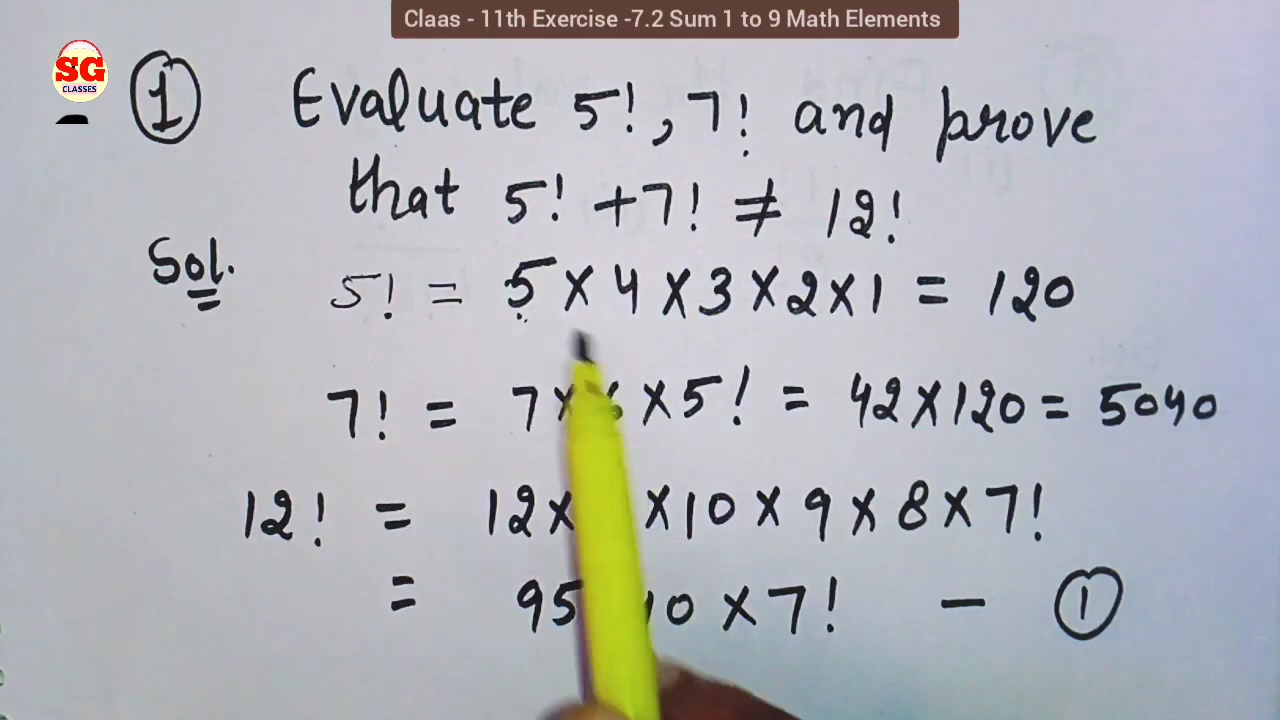 Claas - 11th Exercise -7.2 Sum 1 to 9 Math Elements
SG
CLASSES
1 Evaluate 5!, 7! and prove
that 5! + 7! ≠ 12!
Sol. 5! = 5 × 4 × 3 × 2 × 1 = 120
7! = 7 × × 5! = 42 × 120 = 5040
12! = 12 × × 10 × 9 × 8 × 7!
= 95 10 × 7! — 1